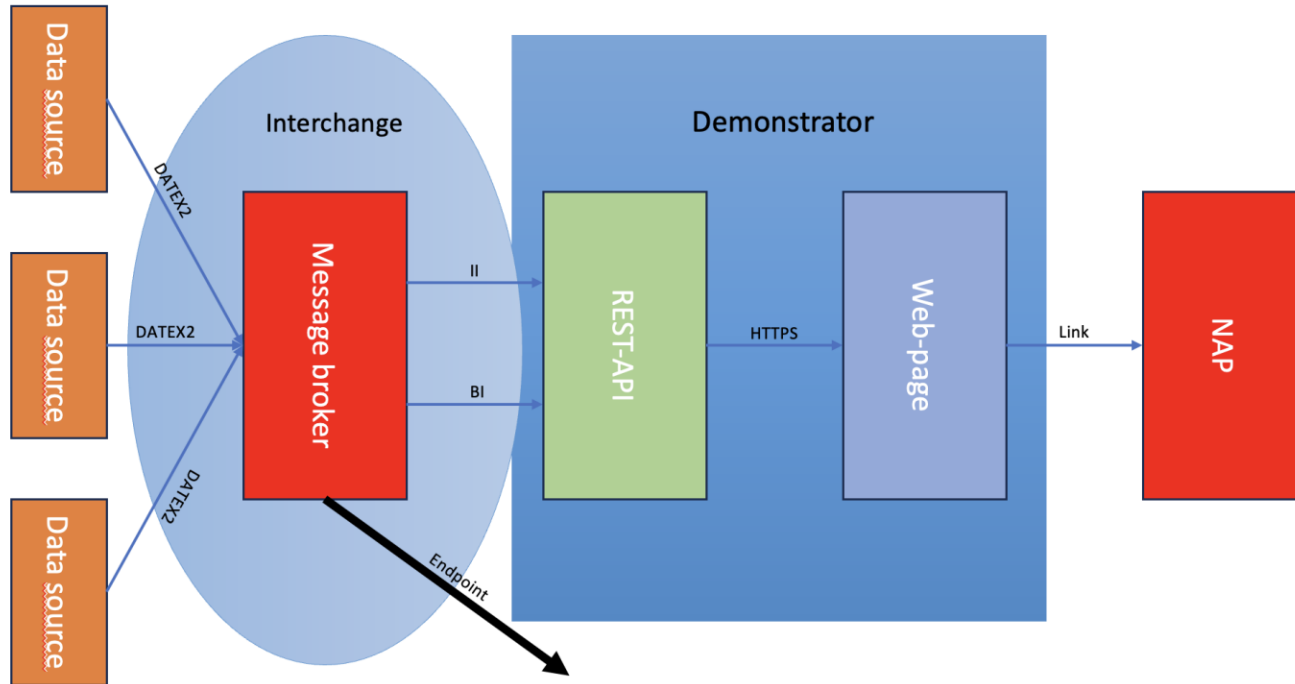 Data source
DATEX2
Interchange
Demonstrator
Data source
DATEX2
Message broker
II
BI
REST-API
HTTPS
Web-page
Link
NAP
Data source
DATEX2
Endpoint